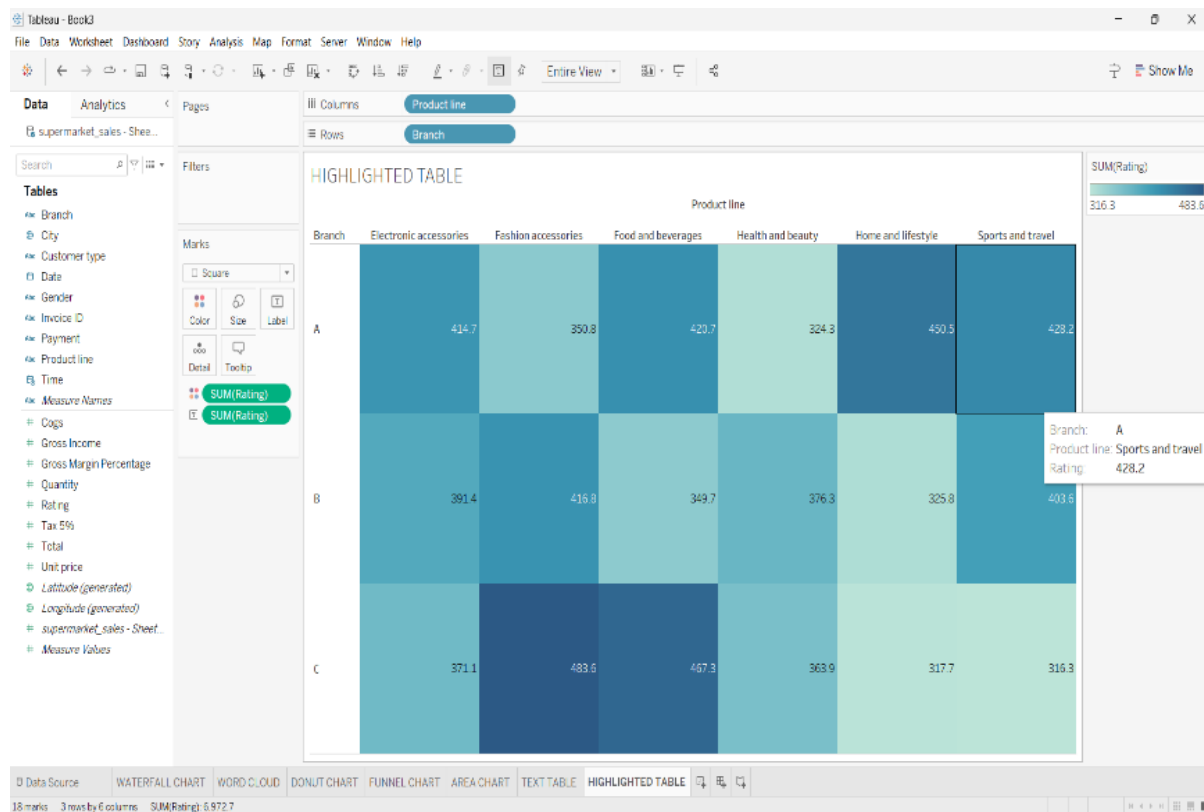 Tableau - Book3
File Data Worksheet Dashboard Story Analysis Map Format Server Window Help
Entire View
Show Me
Data Analytics
supermarket_sales - Shee...
Search
Tables
Branch
City
Customer type
Date
Gender
Invoice ID
Payment
Product line
Time
Measure Names
Cogs
Gross Income
Gross Margin Percentage
Quantity
Rating
Tax 5%
Total
Unit price
Latitude (generated)
Longitude (generated)
supermarket_sales - Sheet...
Measure Values
Pages
Filters
Marks
Square
Color Size Label
Detail Tooltip
SUM(Rating)
SUM(Rating)
Columns Product line
Rows Branch
HIGHLIGHTED TABLE
Product line
Branch Electronic accessories Fashion accessories Food and beverages Health and beauty Home and lifestyle Sports and travel
A 414.7 350.8 420.7 324.3 450.5 428.2
B 391.4 416.8 349.7 376.3 325.8 403.6
C 371.1 483.6 467.3 363.9 317.7 316.3
Branch: A
Product line: Sports and travel
Rating: 428.2
SUM(Rating)
316.3 483.6
Data Source WATERFALL CHART WORD CLOUD DONUT CHART FUNNEL CHART AREA CHART TEXT TABLE HIGHLIGHTED TABLE
18 marks 3 rows by 6 columns SUM(Rating): 6,972.7